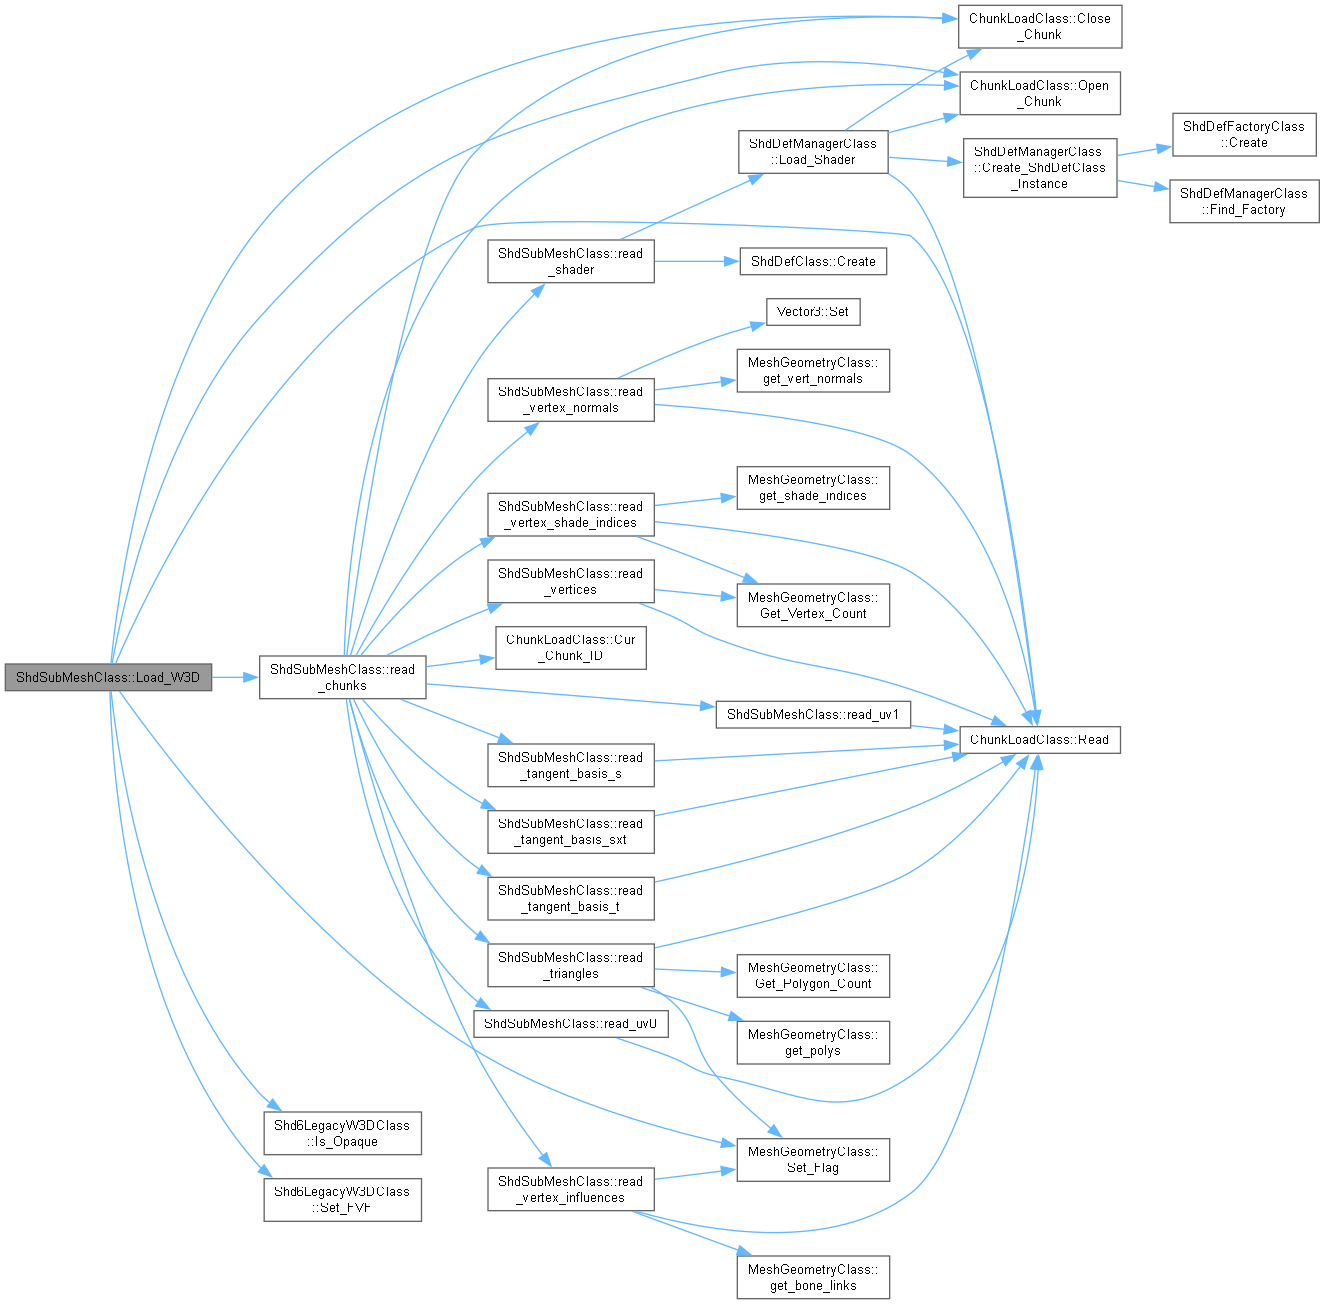 ChunkLoadClass::Close
_Chunk
ChunkLoadClass::Open
_Chunk
ShdDefManagerClass
::Load_Shader
ShdDefManagerClass
::Create_ShdDefClass
_Instance
ShdDefFactoryClass
::Create
ShdDefManagerClass
::Find_Factory
ShdSubMeshClass::read
_shader
ShdDefClass::Create
Vector3::Set
MeshGeometryClass::
get_vert_normals
ShdSubMeshClass::read
_vertex_normals
MeshGeometryClass::
get_shade_indices
ShdSubMeshClass::read
_vertex_shade_indices
ShdSubMeshClass::read
_vertices
MeshGeometryClass::
Get_Vertex_Count
ChunkLoadClass::Cur
_Chunk_ID
ShdSubMeshClass::Load_W3D
ShdSubMeshClass::read
_chunks
ShdSubMeshClass::read_uv1
ChunkLoadClass::Read
ShdSubMeshClass::read
_tangent_basis_s
ShdSubMeshClass::read
_tangent_basis_sxt
ShdSubMeshClass::read
_tangent_basis_t
ShdSubMeshClass::read
_triangles
MeshGeometryClass::
Get_Polygon_Count
ShdSubMeshClass::read_uv0
MeshGeometryClass::
get_polys
Shd6LegacyW3DClass
::Is_Opaque
MeshGeometryClass::
Set_Flag
Shd6LegacyW3DClass
::Set_FVF
ShdSubMeshClass::read
_vertex_influences
MeshGeometryClass::
get_bone_links